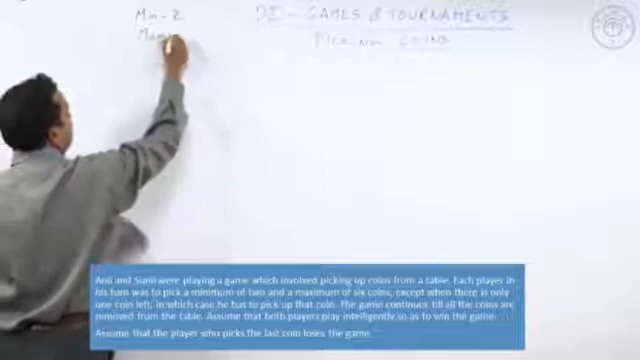 Min - 2
DI - GAMES & TOURNAMENTS
PICKING COINS
Anil and Sunil were playing a game which involved picking up coins from a table. Each player in
his turn was to pick a minimum of two and a maximum of six coins, except when there is only
one coin left, in which case he has to pick up that coin. The game continues till all the coins are
removed from the table. Assume that both players play intelligently so as to win the game.
Assume that the player who picks the last coin loses the game.